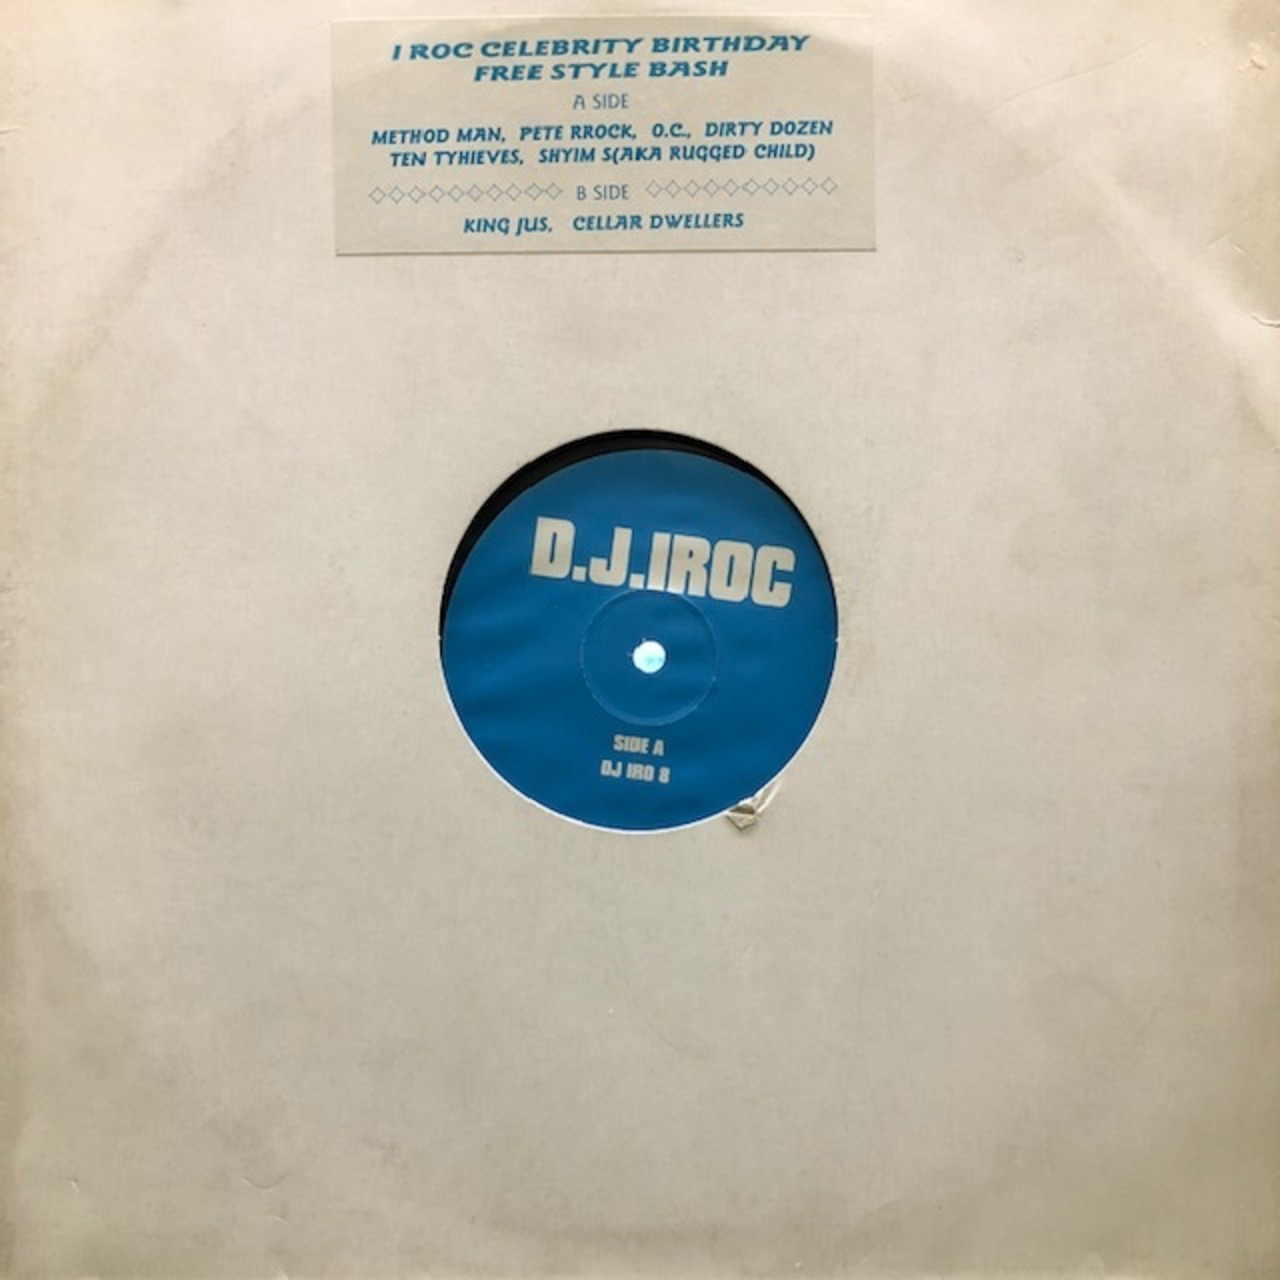 I ROC CELEBRITY BIRTHDAY
FREE STYLE BASH
A SIDE
METHOD MAN, PETE RROCK, O.C., DIRTY DOZEN
TEN TYHIEVES, SHYIM S(AKA RUGGED CHILD)
B SIDE
KING JUS, CELLAR DWELLERS
D.J.IROC
SIDE A
DJ IRO 8